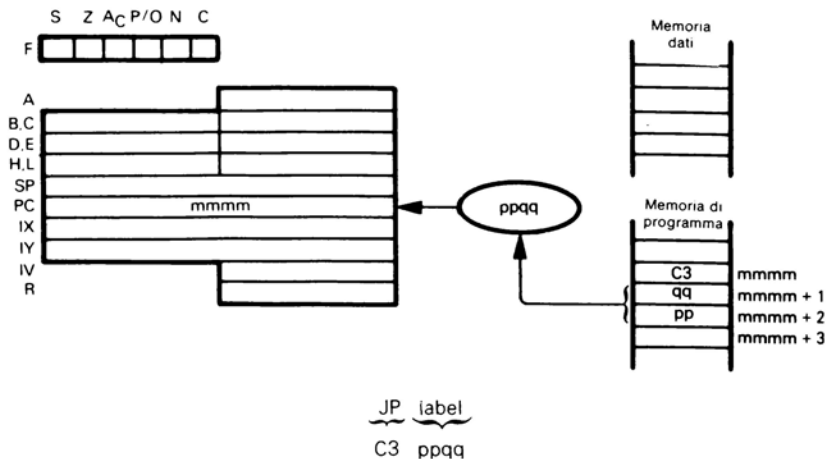 S Z A_C P/O N C
F
A
B,C
D,E
H,L
SP
PC mmmm
IX
IY
IV
R
ppqq
Memoria
dati
Memoria di
programma
C3 mmmm
qq mmmm + 1
pp mmmm + 2
mmmm + 3
JP label
C3 ppqq